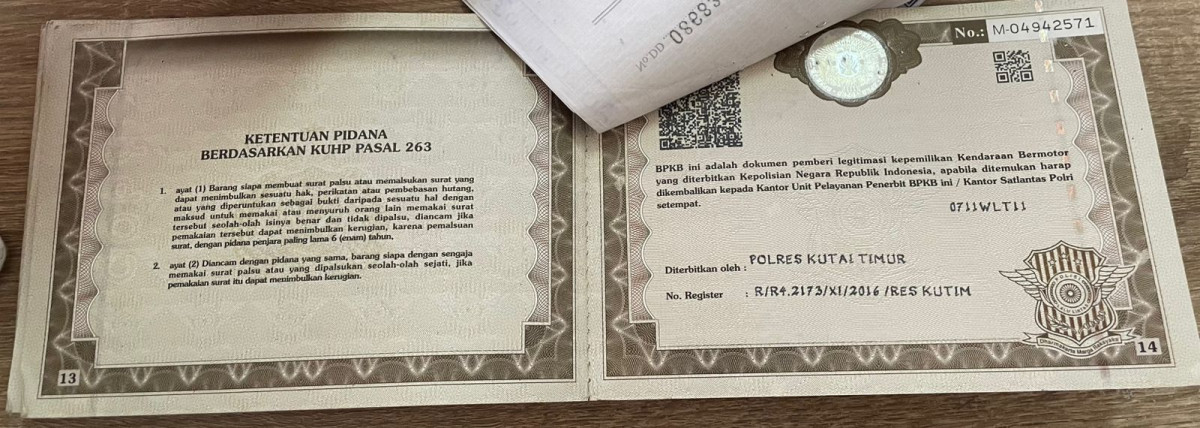 KETENTUAN PIDANA
BERDASARKAN KUHP PASAL 263
1. ayat (1) Barang siapa membuat surat palsu atau memalsukan surat yang
dapat menimbulkan sesuatu hak, perikatan atau pembebasan hutang,
atau yang diperuntukan sebagai bukti daripada sesuatu hal dengan
maksud untuk memakai atau menyuruh orang lain memakai surat
tersebut seolah-olah isinya benar dan tidak dipalsu, diancam jika
pemakaian tersebut dapat menimbulkan kerugian, karena pemalsuan
surat, dengan pidana penjara paling lama 6 (enam) tahun.
2. ayat (2) Diancam dengan pidana yang sama, barang siapa dengan sengaja
memakai surat palsu atau yang dipalsukan seolah-olah sejati, jika
pemakaian surat itu dapat menimbulkan kerugian.
13
No.: M-04942571
BPKB ini adalah dokumen pemberi legitimasi kepemilikan Kendaraan Bermotor
yang diterbitkan Kepolisian Negara Republik Indonesia, apabila ditemukan harap
dikembalikan kepada Kantor Unit Pelayanan Penerbit BPKB ini / Kantor Satlantas Polri
setempat.
0711WLT11
Diterbitkan oleh : POLRES KUTAI TIMUR
No. Register : R/R4.2173/XI/2016/RES KUTIM
14